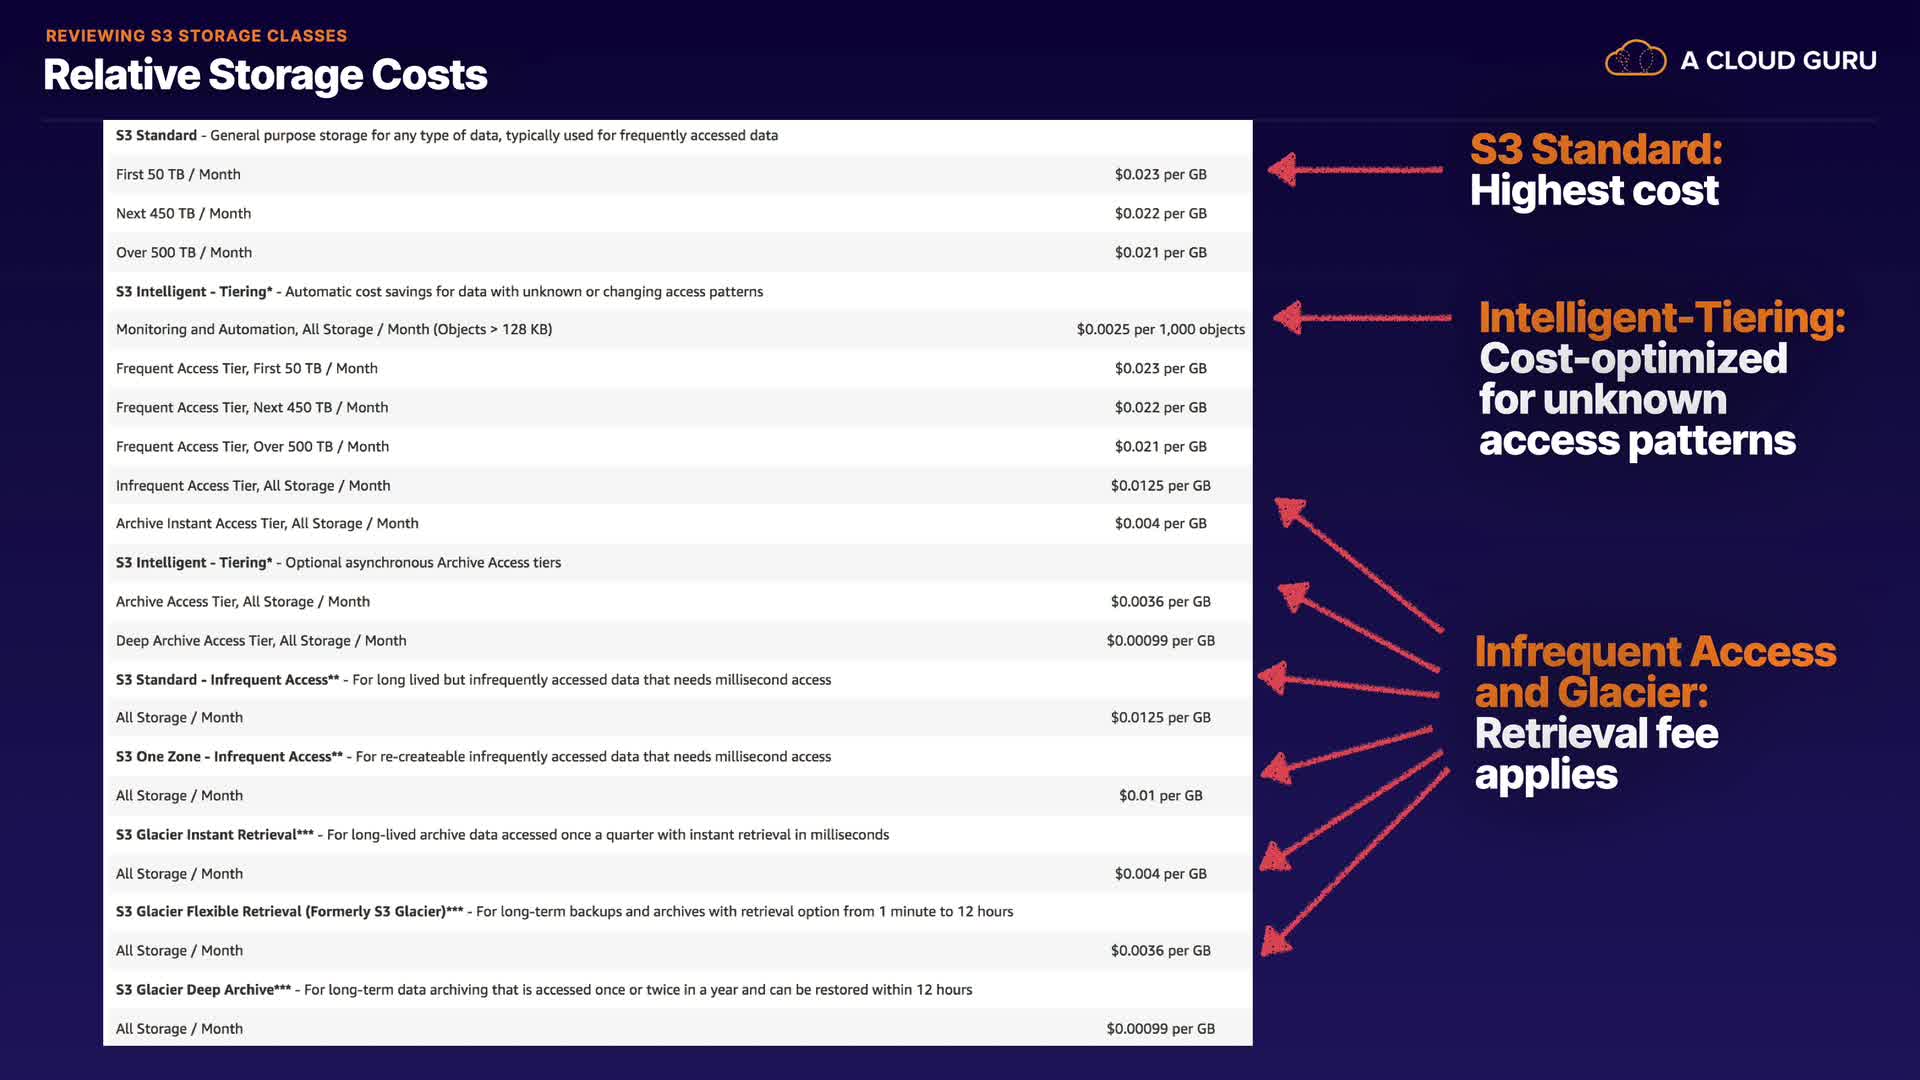 REVIEWING S3 STORAGE CLASSES
Relative Storage Costs
A CLOUD GURU
S3 Standard - General purpose storage for any type of data, typically used for frequently accessed data
First 50 TB / Month $0.023 per GB
Next 450 TB / Month $0.022 per GB
Over 500 TB / Month $0.021 per GB
S3 Intelligent - Tiering* - Automatic cost savings for data with unknown or changing access patterns
Monitoring and Automation, All Storage / Month (Objects > 128 KB) $0.0025 per 1,000 objects
Frequent Access Tier, First 50 TB / Month $0.023 per GB
Frequent Access Tier, Next 450 TB / Month $0.022 per GB
Frequent Access Tier, Over 500 TB / Month $0.021 per GB
Infrequent Access Tier, All Storage / Month $0.0125 per GB
Archive Instant Access Tier, All Storage / Month $0.004 per GB
S3 Intelligent - Tiering* - Optional asynchronous Archive Access tiers
Archive Access Tier, All Storage / Month $0.0036 per GB
Deep Archive Access Tier, All Storage / Month $0.00099 per GB
S3 Standard - Infrequent Access** - For long lived but infrequently accessed data that needs millisecond access
All Storage / Month $0.0125 per GB
S3 One Zone - Infrequent Access** - For re-createable infrequently accessed data that needs millisecond access
All Storage / Month $0.01 per GB
S3 Glacier Instant Retrieval*** - For long-lived archive data accessed once a quarter with instant retrieval in milliseconds
All Storage / Month $0.004 per GB
S3 Glacier Flexible Retrieval (Formerly S3 Glacier)*** - For long-term backups and archives with retrieval option from 1 minute to 12 hours
All Storage / Month $0.0036 per GB
S3 Glacier Deep Archive*** - For long-term data archiving that is accessed once or twice in a year and can be restored within 12 hours
All Storage / Month $0.00099 per GB
S3 Standard:
Highest cost
Intelligent-Tiering:
Cost-optimized
for unknown
access patterns
Infrequent Access
and Glacier:
Retrieval fee
applies